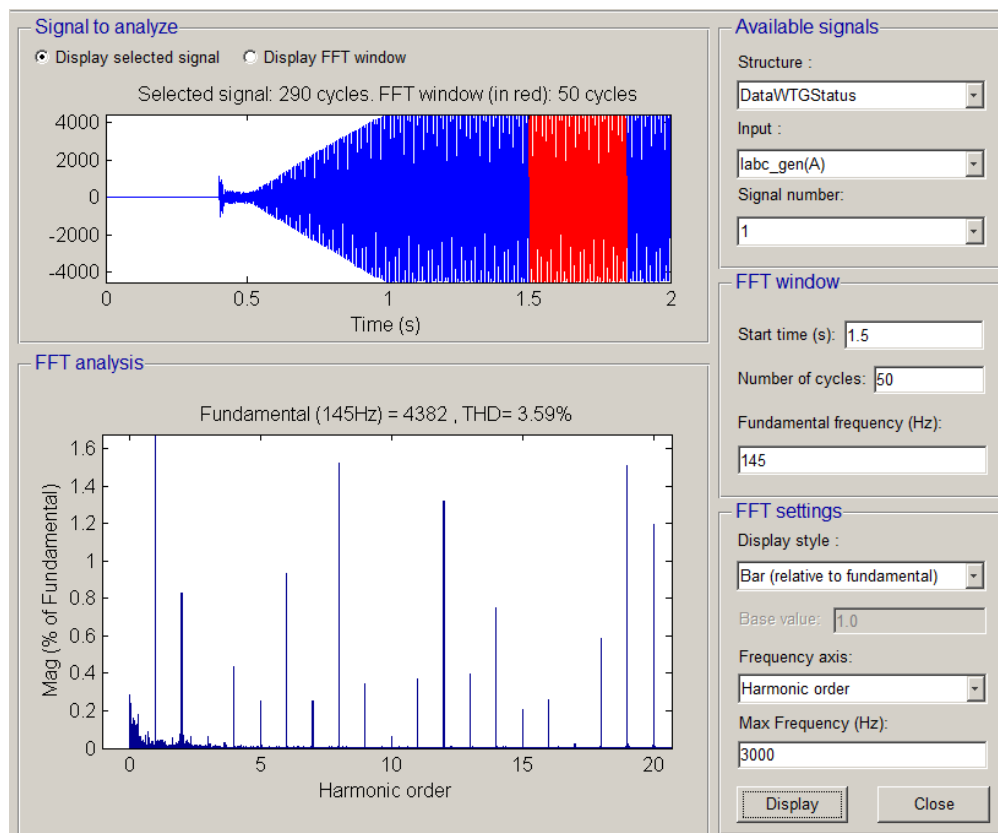 Signal to analyze
Display selected signal Display FFT window
Selected signal: 290 cycles. FFT window (in red): 50 cycles
4000
2000
0
-2000
-4000
0 0.5 1 1.5 2
Time (s)
FFT analysis
Fundamental (145Hz) = 4382 , THD= 3.59%
1.6
1.4
1.2
1
0.8
0.6
0.4
0.2
0
Mag (% of Fundamental)
0 5 10 15 20
Harmonic order
Available signals
Structure :
DataWTGStatus
Input :
Iabc_gen(A)
Signal number:
1
FFT window
Start time (s): 1.5
Number of cycles: 50
Fundamental frequency (Hz):
145
FFT settings
Display style :
Bar (relative to fundamental)
Base value: 1.0
Frequency axis:
Harmonic order
Max Frequency (Hz):
3000
Display Close